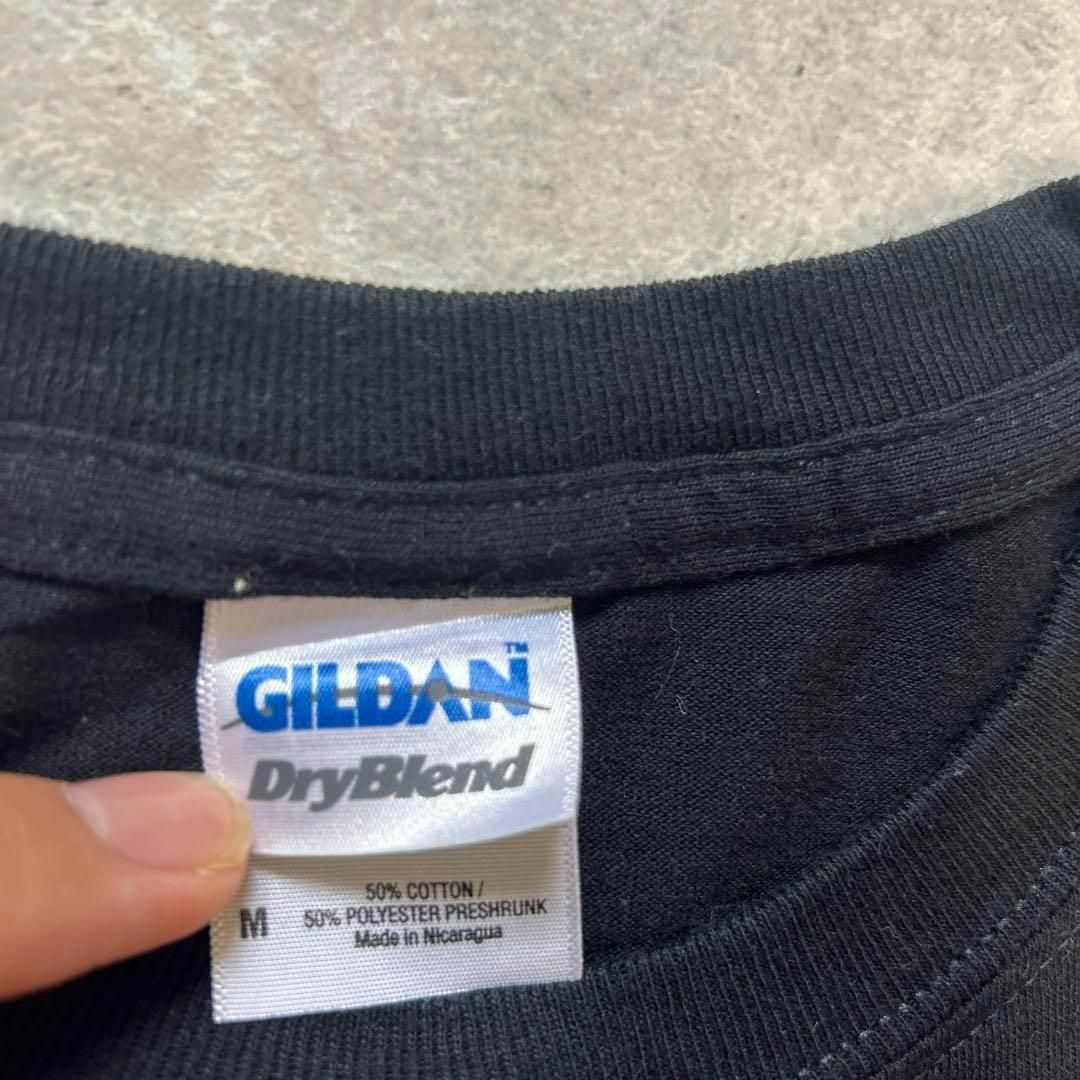 GILDAN™
DryBlend
50% COTTON /
M 50% POLYESTER PRESHRUNK
Made in Nicaragua